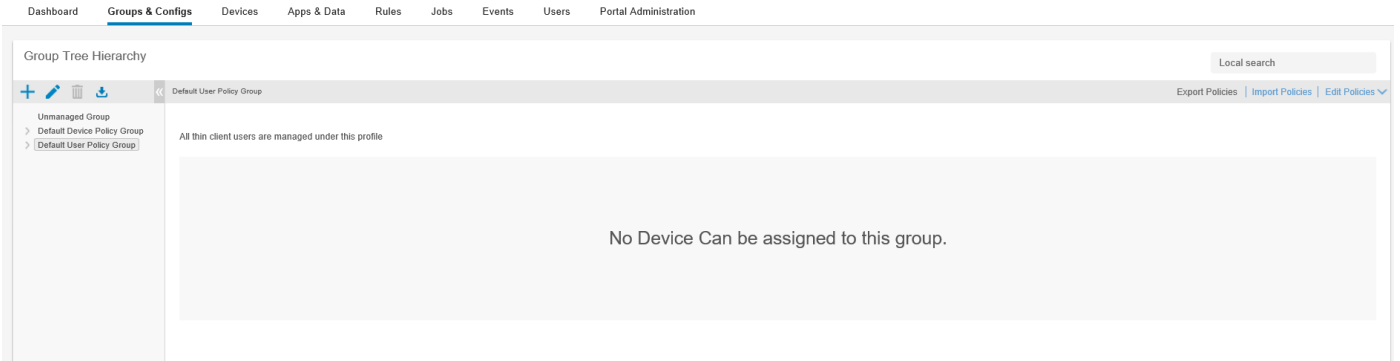 Dashboard Groups & Configs Devices Apps & Data Rules Jobs Events Users Portal Administration
Group Tree Hierarchy
Local search
Default User Policy Group
Export Policies | Import Policies | Edit Policies
Unmanaged Group
Default Device Policy Group
Default User Policy Group
All thin client users are managed under this profile
No Device Can be assigned to this group.